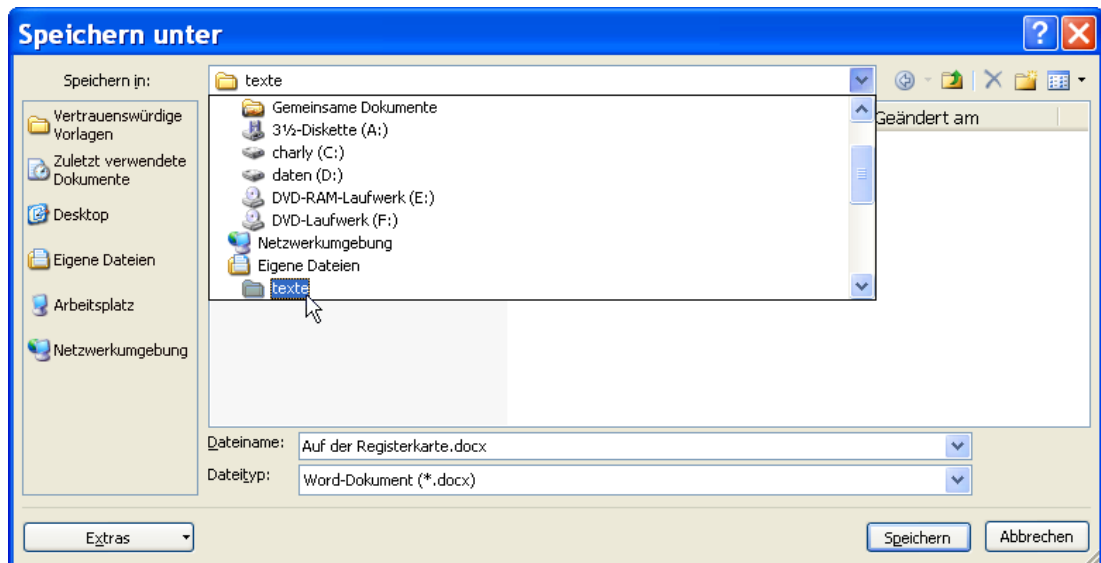 Speichern unter
Speichern in:
texte
Vertrauenswürdige
Vorlagen
Zuletzt verwendete
Dokumente
Desktop
Eigene Dateien
Arbeitsplatz
Netzwerkumgebung
Gemeinsame Dokumente
3½-Diskette (A:)
charly (C:)
daten (D:)
DVD-RAM-Laufwerk (E:)
DVD-Laufwerk (F:)
Netzwerkumgebung
Eigene Dateien
texte
Geändert am
Dateiname:
Auf der Registerkarte.docx
Dateityp:
Word-Dokument (*.docx)
Extras
Speichern
Abbrechen